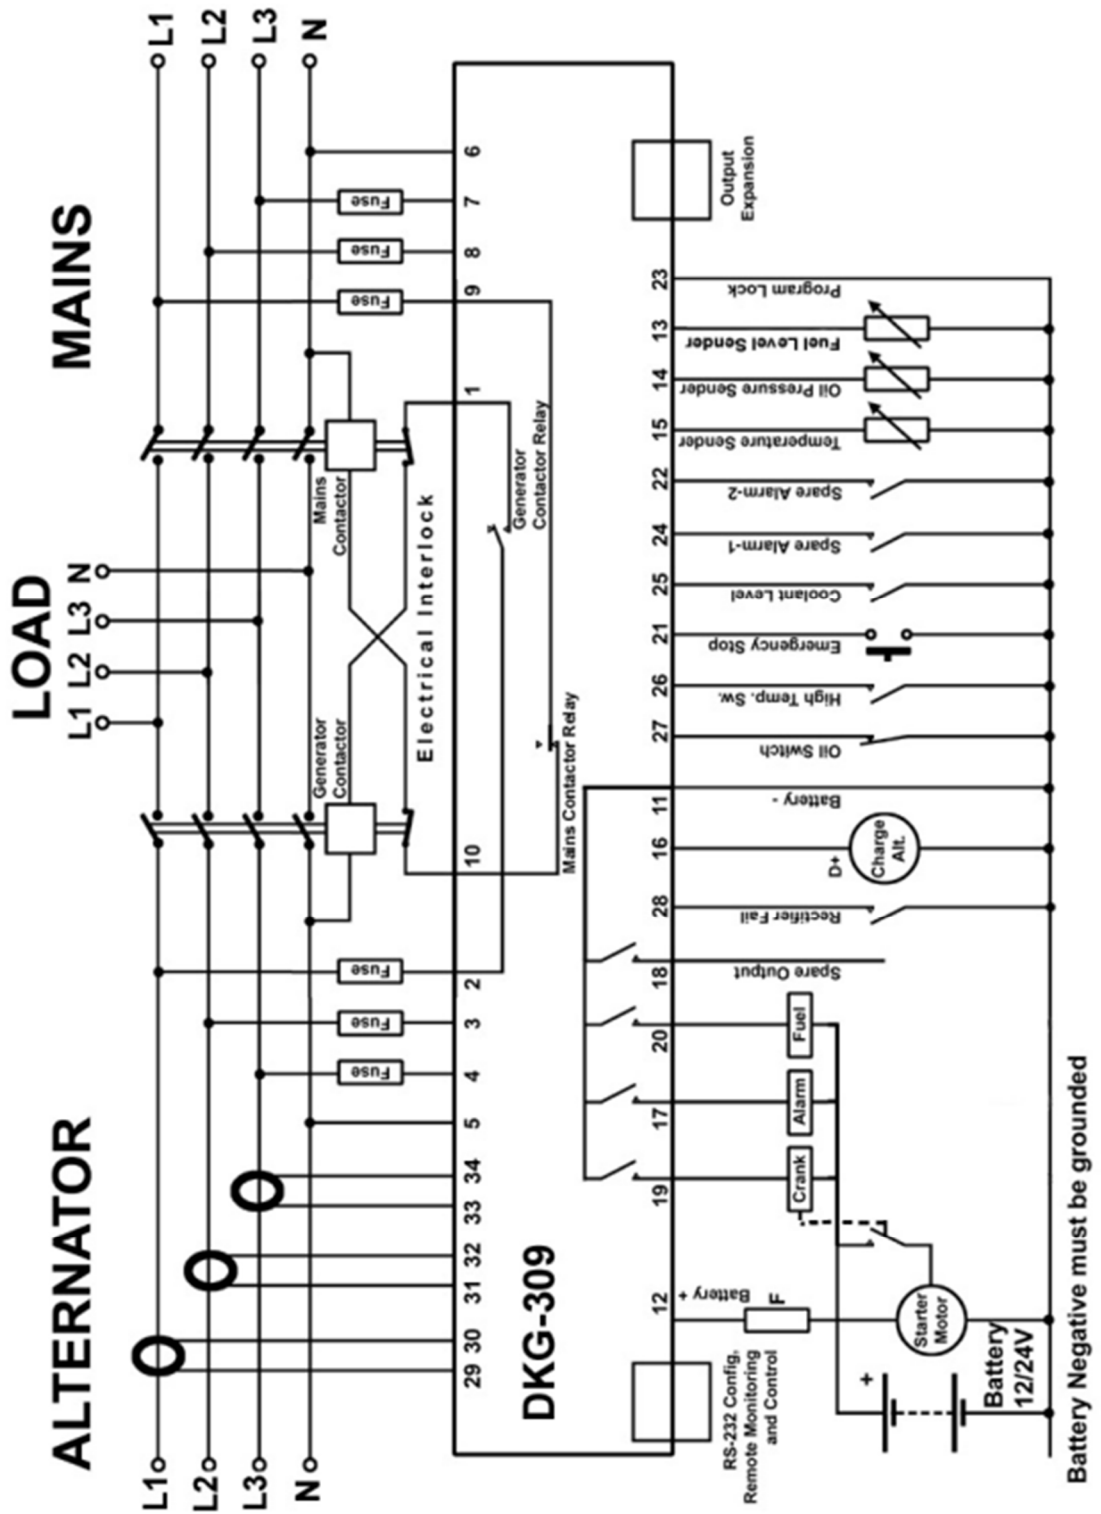 ALTERNATOR
LOAD
MAINS
L1
L2
L3
N
L1
L2
L3
N
L1
L2
L3
N
Generator
Contactor
Mains
Contactor
Electrical Interlock
Fuse
Fuse
Fuse
Fuse
Fuse
Fuse
29
30
31
32
33
34
5
4
3
2
10
1
9
8
7
6
DKG-309
Mains Contactor Relay
Generator
Contactor Relay
12
19
17
20
18
28
16
11
27
26
21
25
24
22
15
14
13
23
RS-232 Config.
Remote Monitoring
and Control
Output
Expansion
Battery +
F
Crank
Alarm
Fuel
Spare Output
Rectifier Fail
D+
Charge
Alt.
Battery -
Oil Switch
High Temp. Sw.
Emergency Stop
Coolant Level
Spare Alarm-1
Spare Alarm-2
Temperature Sender
Oil Pressure Sender
Fuel Level Sender
Program Lock
Starter
Motor
+
Battery
12/24V
Battery Negative must be grounded